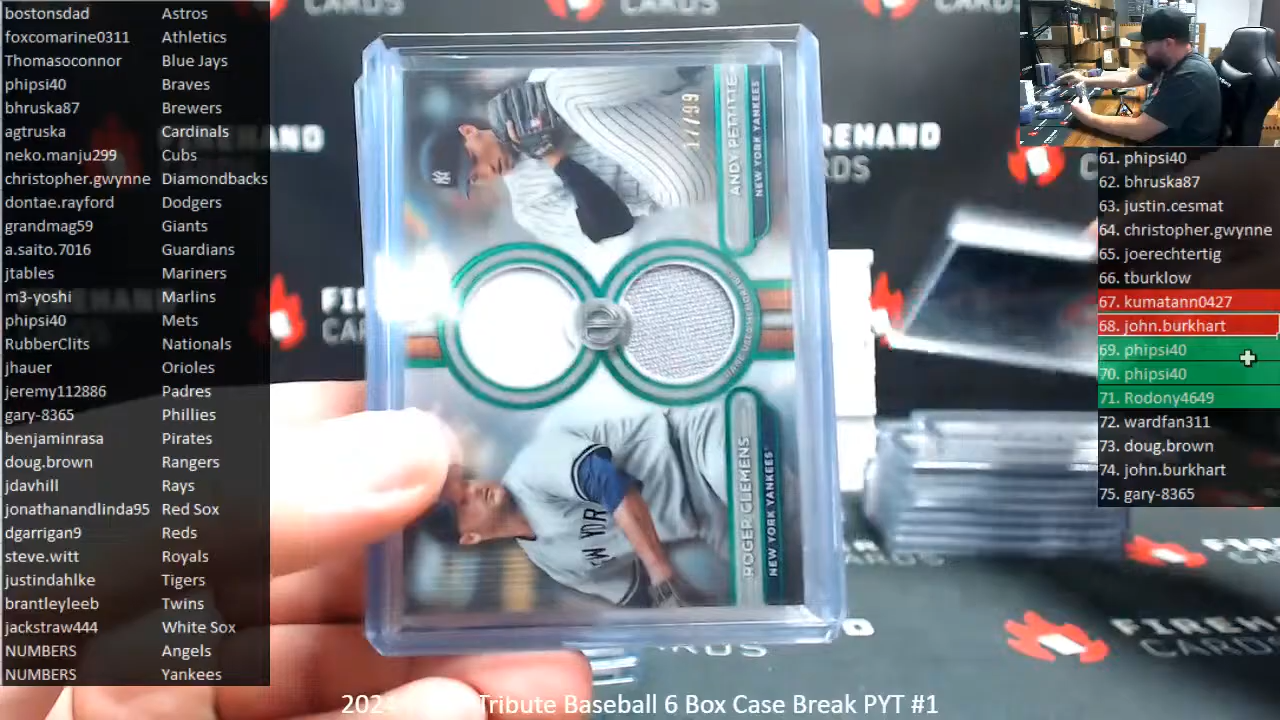 bostonsdad Astros
foxcomarine0311 Athletics
Thomasoconnor Blue Jays
phipsi40 Braves
bhruska87 Brewers
agtruska Cardinals
neko.manju299 Cubs
christopher.gwynne Diamondbacks
dontae.rayford Dodgers
grandmag59 Giants
a.saito.7016 Guardians
jtables Mariners
m3-yoshi Marlins
phipsi40 Mets
RubberClits Nationals
jhauer Orioles
jeremy112886 Padres
gary-8365 Phillies
benjaminrasa Pirates
doug.brown Rangers
jdavhill Rays
jonathanandlinda95 Red Sox
dgarrigan9 Reds
steve.witt Royals
justindahlke Tigers
brantleyleeb Twins
jackstraw444 White Sox
NUMBERS Angels
NUMBERS Yankees
CARDS
CARDS
FIREHAND
CARDS
17/99
ANDY PETTITTE
NEW YORK YANKEES
ROGER CLEMENS
NEW YORK YANKEES
61. phipsi40
62. bhruska87
63. justin.cesmat
64. christopher.gwynne
65. joerechtertig
66. tburklow
67. kumatann0427
68. john.burkhart
69. phipsi40
70. phipsi40
71. Rodony4649
72. wardfan311
73. doug.brown
74. john.burkhart
75. gary-8365
CARDS
Tribute Baseball 6 Box Case Break PYT #1